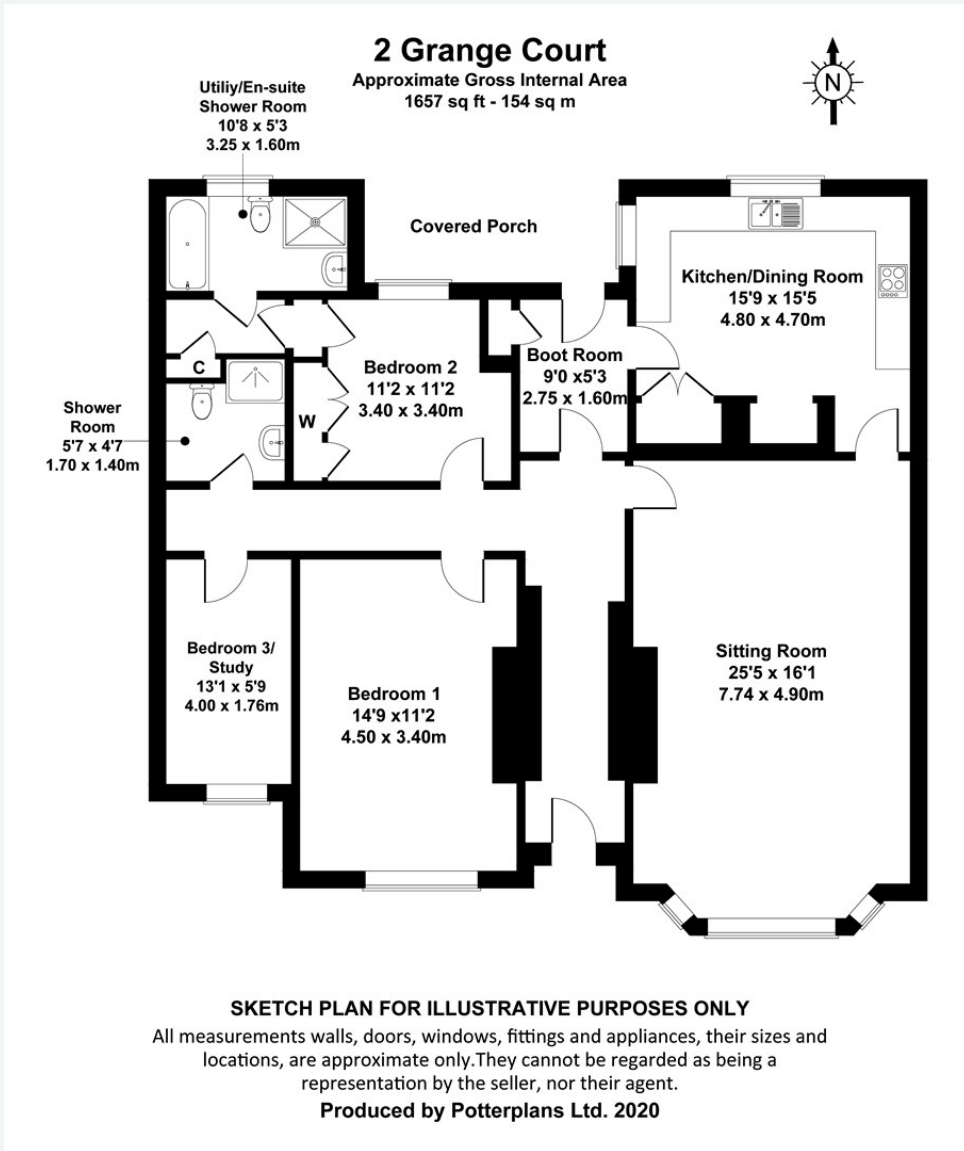 2 Grange Court
Approximate Gross Internal Area
1657 sq ft - 154 sq m
N
Utiliy/En-suite
Shower Room
10'8 x 5'3
3.25 x 1.60m
Covered Porch
Kitchen/Dining Room
15'9 x 15'5
4.80 x 4.70m
Boot Room
9'0 x5'3
2.75 x 1.60m
Bedroom 2
11'2 x 11'2
3.40 x 3.40m
C
W
Shower
Room
5'7 x 4'7
1.70 x 1.40m
Bedroom 3/
Study
13'1 x 5'9
4.00 x 1.76m
Bedroom 1
14'9 x11'2
4.50 x 3.40m
Sitting Room
25'5 x 16'1
7.74 x 4.90m
SKETCH PLAN FOR ILLUSTRATIVE PURPOSES ONLY
All measurements walls, doors, windows, fittings and appliances, their sizes and
locations, are approximate only.They cannot be regarded as being a
representation by the seller, nor their agent.
Produced by Potterplans Ltd. 2020